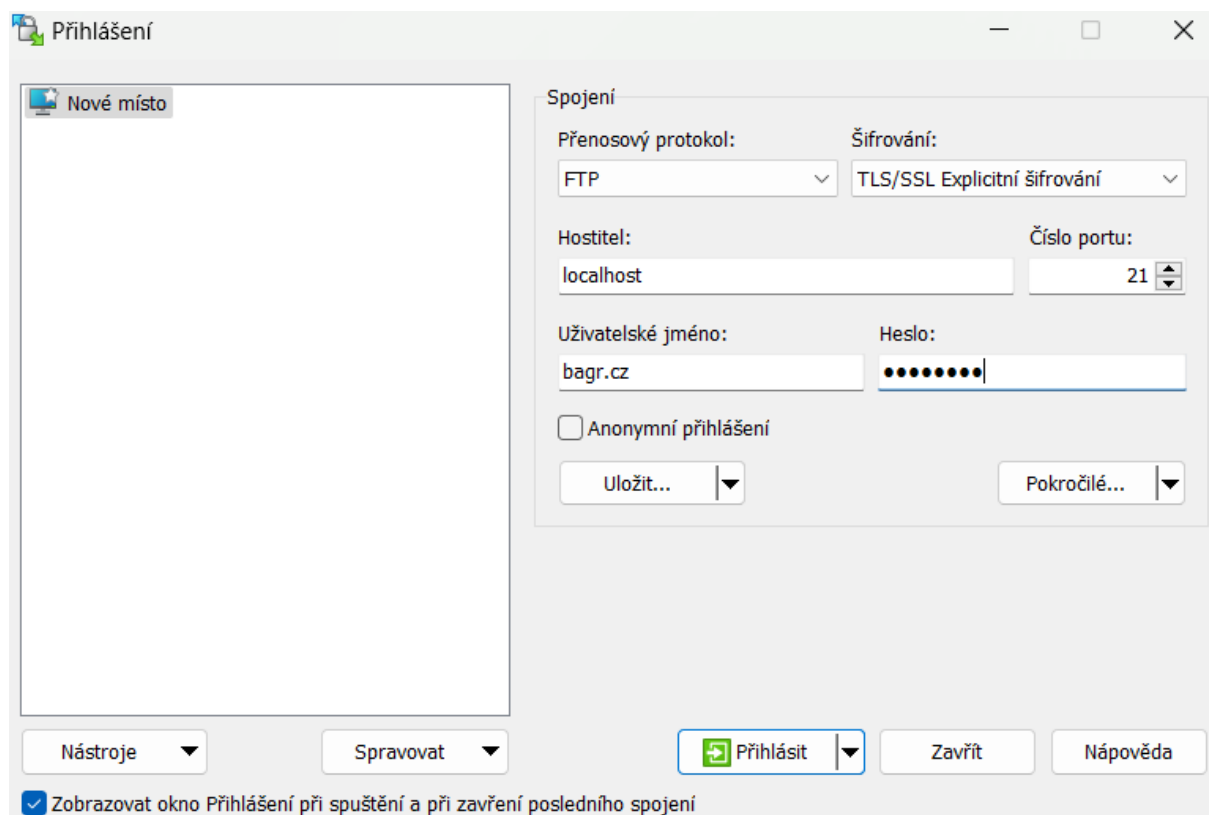 Přihlášení
Nové místo
Spojení
Přenosový protokol: Šifrování:
FTP TLS/SSL Explicitní šifrování
Hostitel: Číslo portu:
localhost 21
Uživatelské jméno: Heslo:
bagr.cz ●●●●●●●●
Anonymní přihlášení
Uložit... Pokročilé...
Nástroje Spravovat Přihlásit Zavřít Nápověda
Zobrazovat okno Přihlášení při spuštění a při zavření posledního spojení